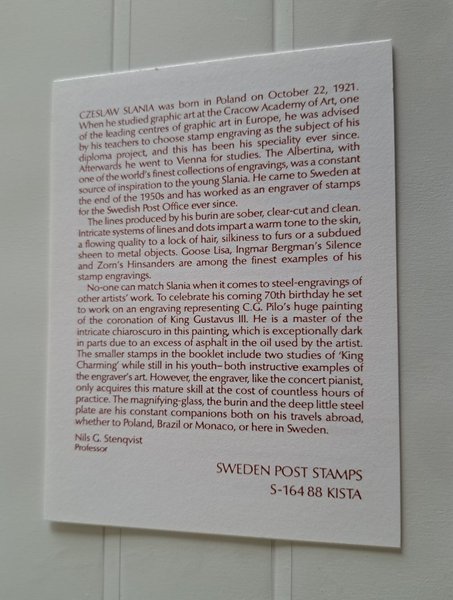 CZESLAW SLANIA was born in Poland on October 22, 1921.
When he studied graphic art at the Cracow Academy of Art, one
of the leading centres of graphic art in Europe, he was advised
by his teachers to choose stamp engraving as the subject of his
diploma project, and this has been his speciality ever since.
Afterwards he went to Vienna for studies. The Albertina, with
one of the world's finest collections of engravings, was a constant
source of inspiration to the young Slania. He came to Sweden at
the end of the 1950s and has worked as an engraver of stamps
for the Swedish Post Office ever since.
The lines produced by his burin are sober, clear-cut and clean.
Intricate systems of lines and dots impart a warm tone to the skin,
a flowing quality to a lock of hair, silkiness to furs or a subdued
sheen to metal objects. Goose Lisa, Ingmar Bergman's Silence
and Zorn's Hinsanders are among the finest examples of his
stamp engravings.
No-one can match Slania when it comes to steel-engravings of
other artists' work. To celebrate his coming 70th birthday he set
to work on an engraving representing C.G. Pilo's huge painting
of the coronation of King Gustavus III. He is a master of the
intricate chiaroscuro in this painting, which is exceptionally dark
in parts due to an excess of asphalt in the oil used by the artist.
The smaller stamps in the booklet include two studies of 'King
Charming' while still in his youth–both instructive examples of
the engraver's art. However, the engraver, like the concert pianist,
only acquires this mature skill at the cost of countless hours of
practice. The magnifying-glass, the burin and the deep little steel
plate are his constant companions both on his travels abroad,
whether to Poland, Brazil or Monaco, or here in Sweden.
Nils G. Stenqvist
Professor
SWEDEN POST STAMPS
S-164 88 KISTA